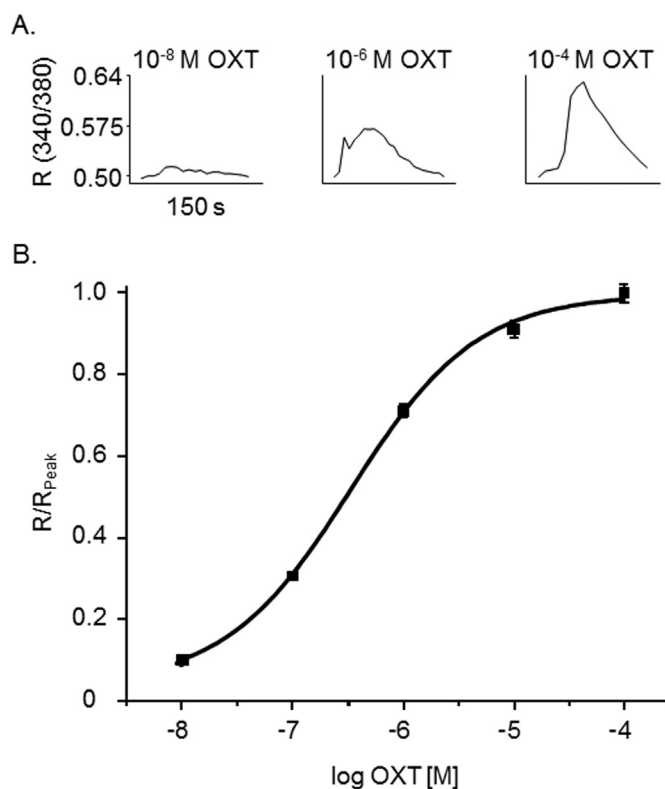 A.
10⁻⁸ M OXT 10⁻⁶ M OXT 10⁻⁴ M OXT
R (340/380)
0.64
0.575
0.50
150 s
B.
R/R_Peak
1.0
0.8
0.6
0.4
0.2
0
-8 -7 -6 -5 -4
log OXT [M]